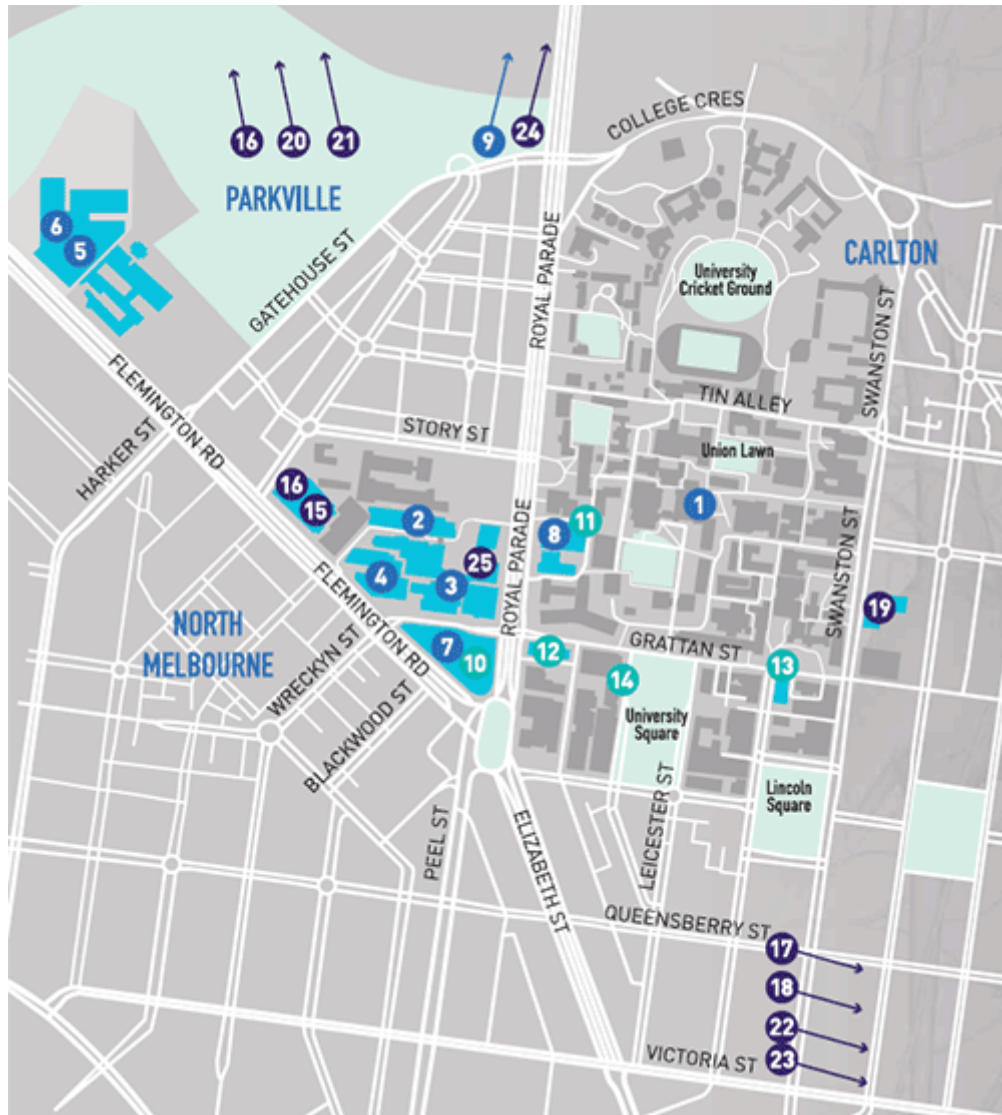 COLLEGE CRES
16
20
21
9
24
PARKVILLE
6
5
GATEHOUSE ST
ROYAL PARADE
University
Cricket Ground
CARLTON
SWANSTON ST
FLEMINGTON RD
HARKER ST
TIN ALLEY
STORY ST
Union Lawn
16
15
2
11
8
1
25
4
3
FLEMINGTON RD
ROYAL PARADE
SWANSTON ST
19
NORTH
MELBOURNE
WRECKYN ST
7
10
12
GRATTAN ST
13
14
University
Square
BLACKWOOD ST
Lincoln
Square
PEEL ST
ELIZABETH ST
LEICESTER ST
QUEENSBERRY ST
17
18
22
VICTORIA ST
23